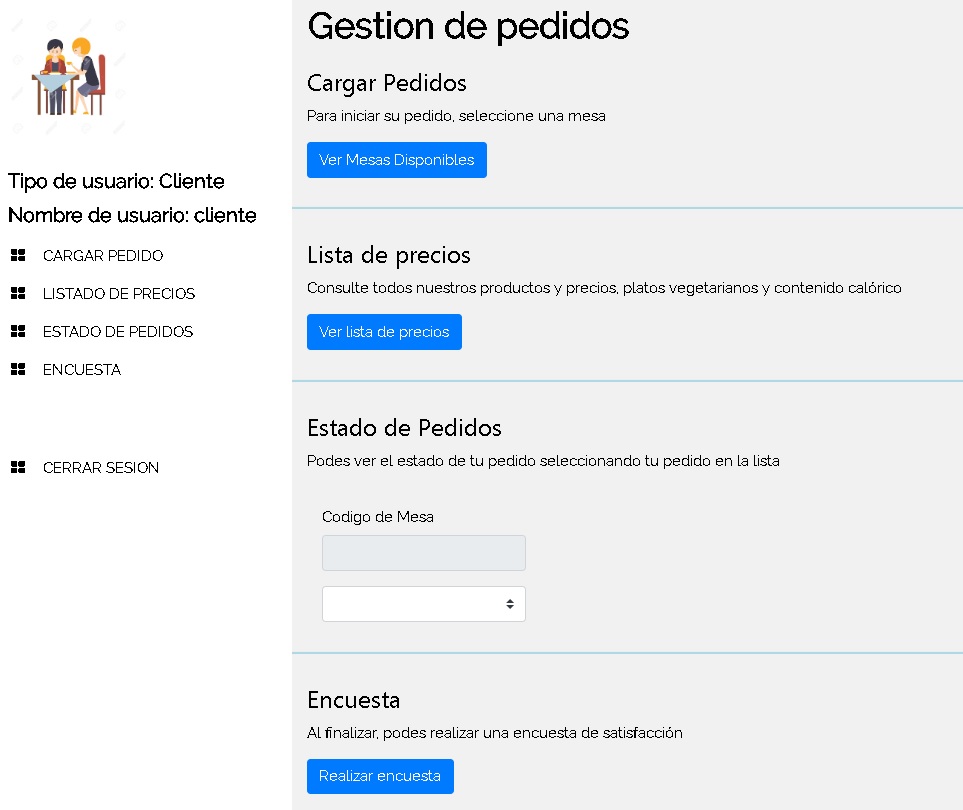 Tipo de usuario: Cliente
Nombre de usuario: cliente
CARGAR PEDIDO
LISTADO DE PRECIOS
ESTADO DE PEDIDOS
ENCUESTA
CERRAR SESION
Gestion de pedidos
Cargar Pedidos
Para iniciar su pedido, seleccione una mesa
Ver Mesas Disponibles
Lista de precios
Consulte todos nuestros productos y precios, platos vegetarianos y contenido calórico
Ver lista de precios
Estado de Pedidos
Podes ver el estado de tu pedido seleccionando tu pedido en la lista
Codigo de Mesa
Encuesta
Al finalizar, podes realizar una encuesta de satisfacción
Realizar encuesta